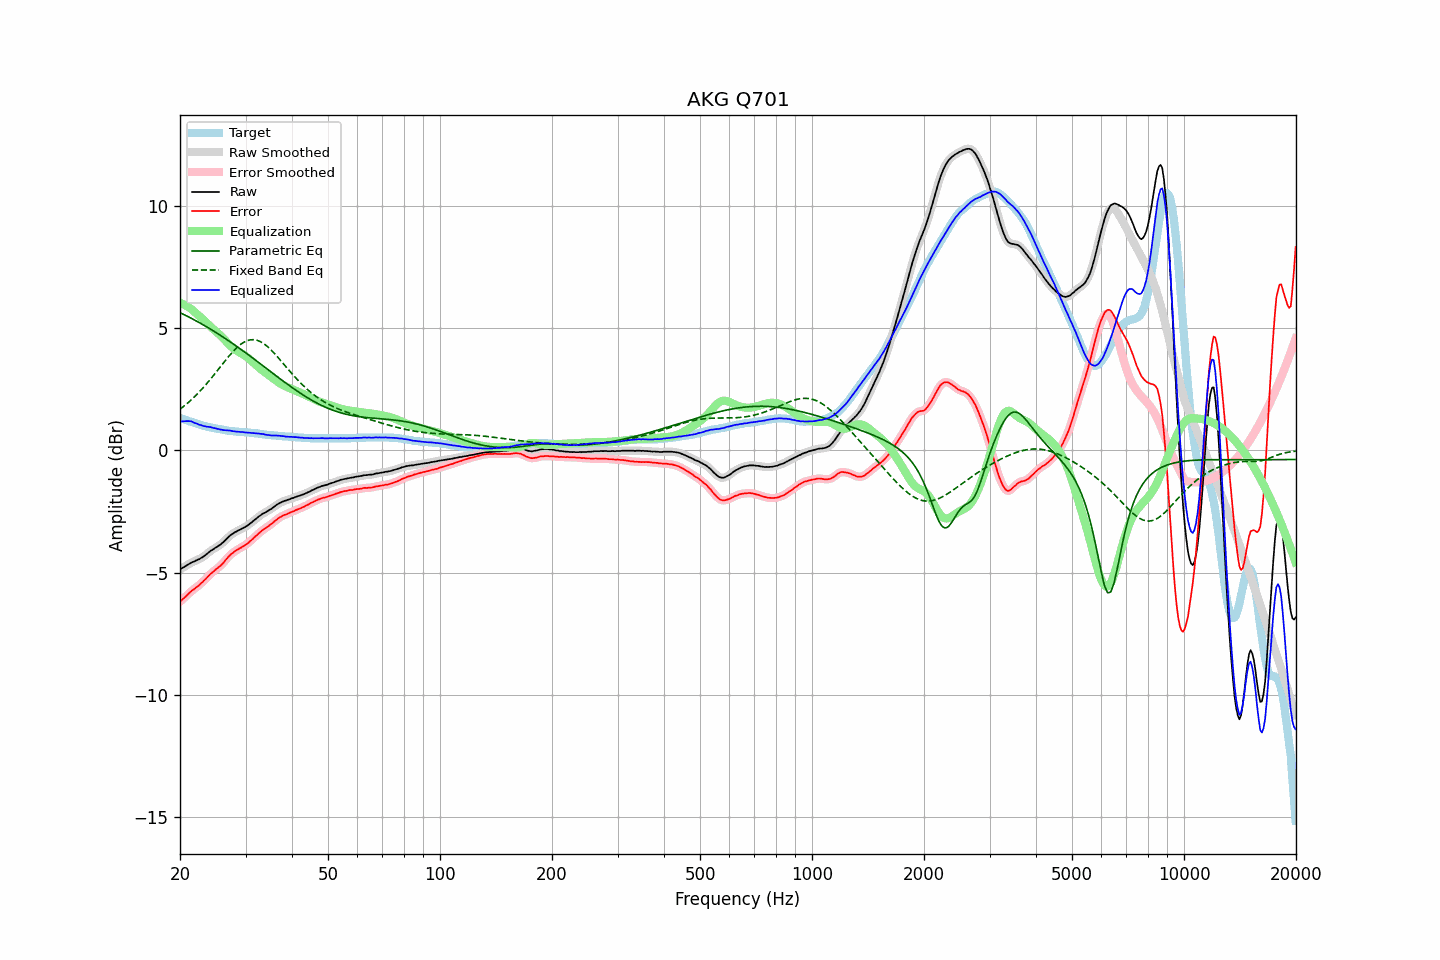 AKG Q701
Target
Raw Smoothed
Error Smoothed
Raw
Error
Equalization
Parametric Eq
Fixed Band Eq
Equalized
Amplitude (dBr)
10
5
0
−5
−10
−15
20 50 100 200 500 1000 2000 5000 10000 20000
Frequency (Hz)